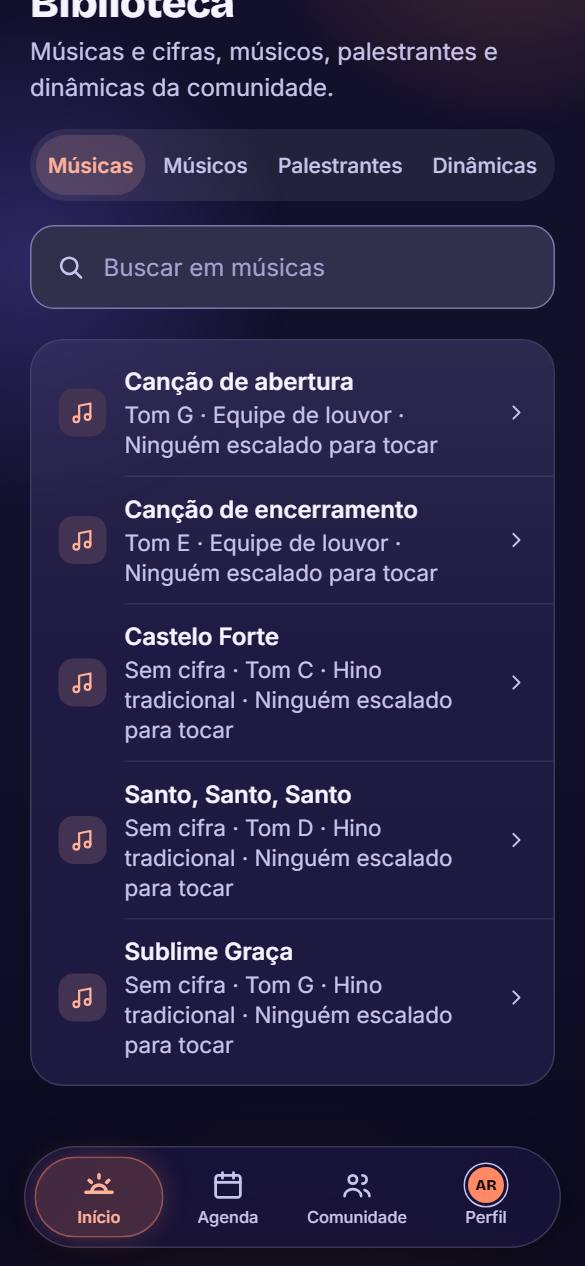 Biblioteca
Músicas e cifras, músicos, palestrantes e
dinâmicas da comunidade.
Músicas Músicos Palestrantes Dinâmicas
Buscar em músicas
Canção de abertura
Tom G · Equipe de louvor ·
Ninguém escalado para tocar
Canção de encerramento
Tom E · Equipe de louvor ·
Ninguém escalado para tocar
Castelo Forte
Sem cifra · Tom C · Hino
tradicional · Ninguém escalado
para tocar
Santo, Santo, Santo
Sem cifra · Tom D · Hino
tradicional · Ninguém escalado
para tocar
Sublime Graça
Sem cifra · Tom G · Hino
tradicional · Ninguém escalado
para tocar
AR
Início Agenda Comunidade Perfil